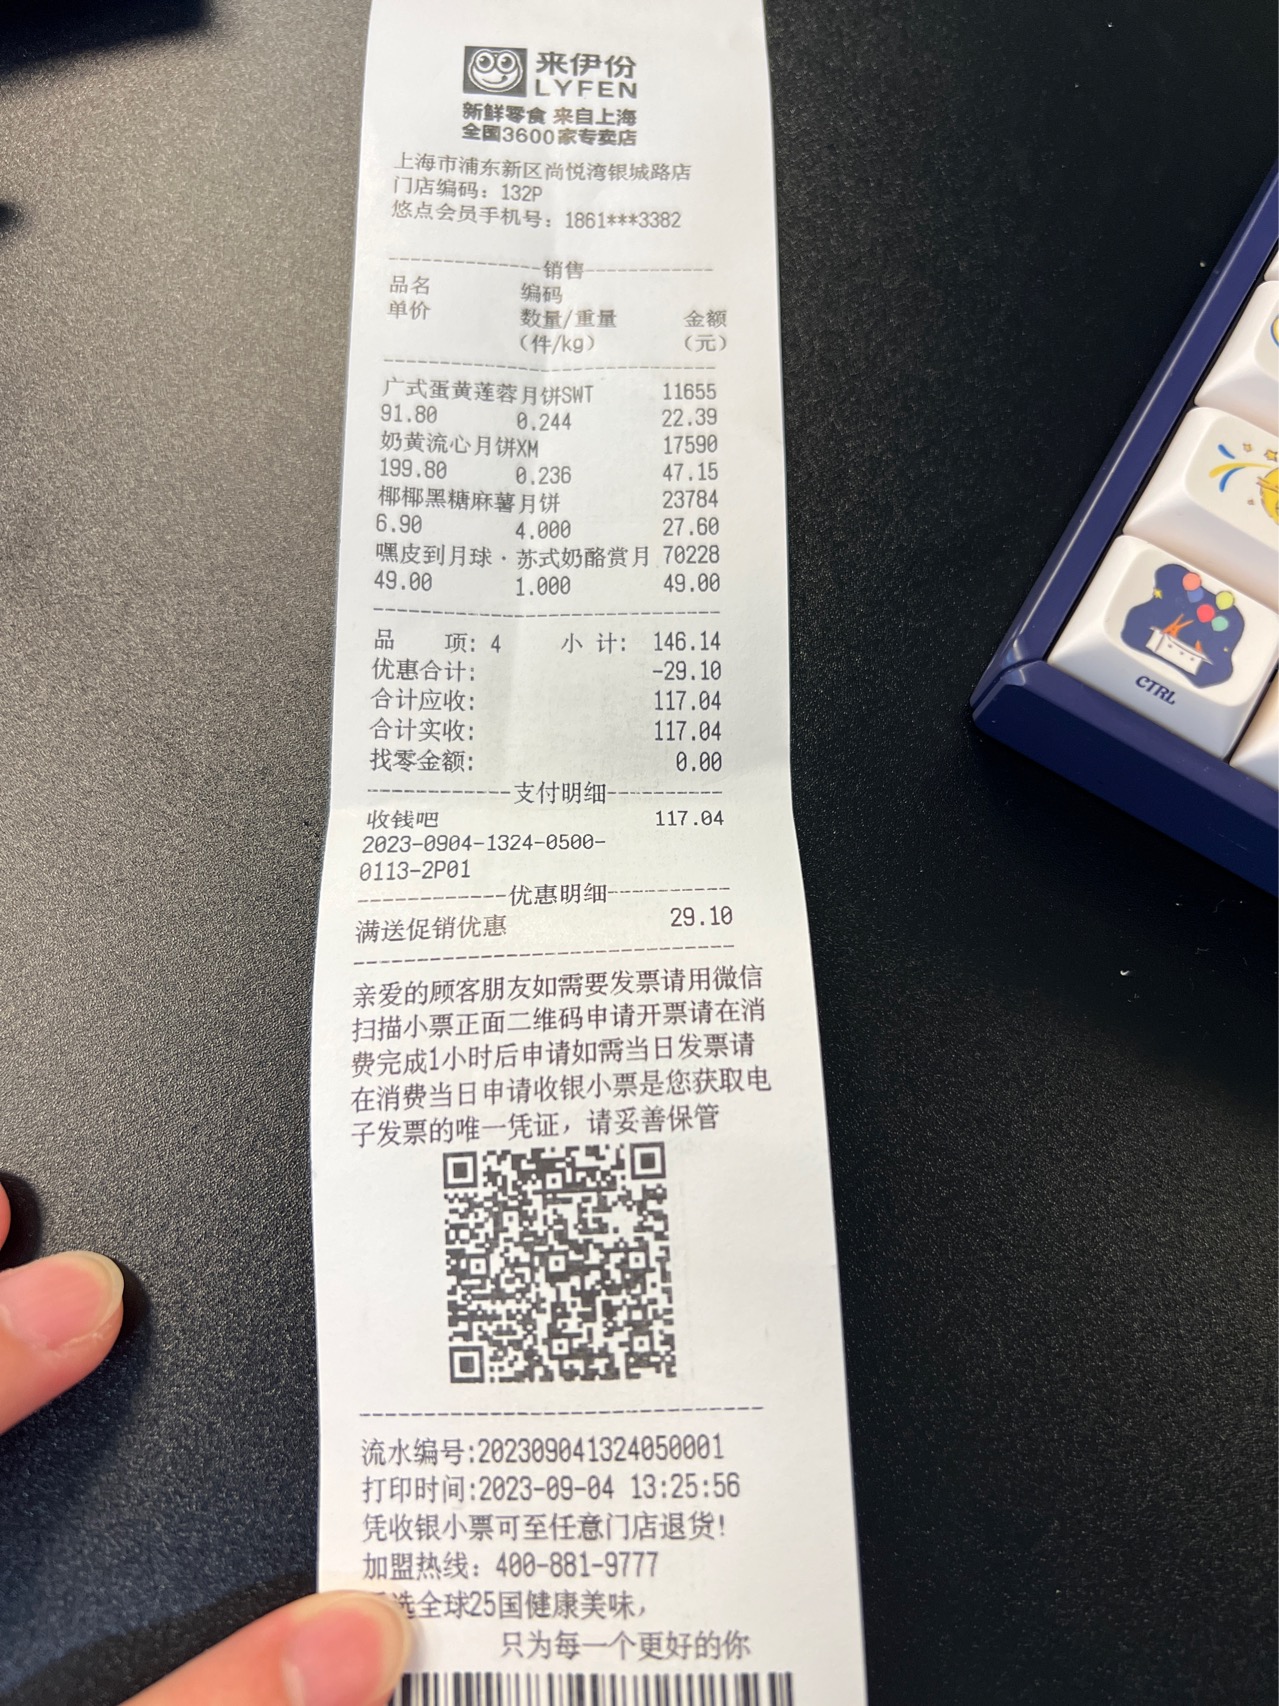 来伊份
LYFEN
新鲜零食 来自上海
全国3600家专卖店
上海市浦东新区尚悦湾银城路店
门店编码：132P
悠点会员手机号：1861***3382
-------------销售-----------
品名 编码
单价 数量/重量 金额
（件/kg） （元）
广式蛋黄莲蓉月饼SWT 11655
91.80 0.244 22.39
奶黄流心月饼XM 17590
199.80 0.236 47.15
椰椰黑糖麻薯月饼 23784
6.90 4.000 27.60
嘿皮到月球·苏式奶酪赏月 70228
49.00 1.000 49.00
品 项: 4 小 计: 146.14
优惠合计: -29.10
合计应收: 117.04
合计实收: 117.04
找零金额: 0.00
------------支付明细----------
收钱吧 117.04
2023-0904-1324-0500-
0113-2P01
------------优惠明细----------
满送促销优惠 29.10
亲爱的顾客朋友如需要发票请用微信
扫描小票正面二维码申请开票请在消
费完成1小时后申请如需当日发票请
在消费当日申请收银小票是您获取电
子发票的唯一凭证，请妥善保管
流水编号:202309041324050001
打印时间:2023-09-04 13:25:56
凭收银小票可至任意门店退货!
加盟热线：400-881-9777
选全球25国健康美味，
只为每一个更好的你
CTRL